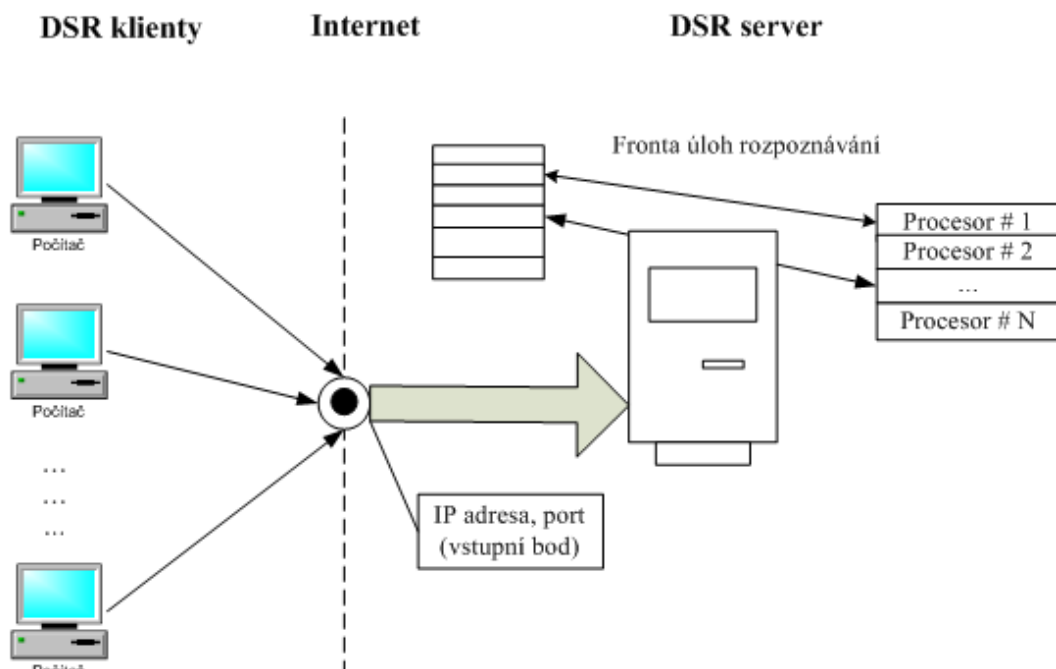 DSR klienty
Internet
DSR server
Fronta úloh rozpoznávání
Počítač
Procesor # 1
Procesor # 2
...
Procesor # N
Počítač
...
...
...
IP adresa, port
(vstupní bod)
Počítač